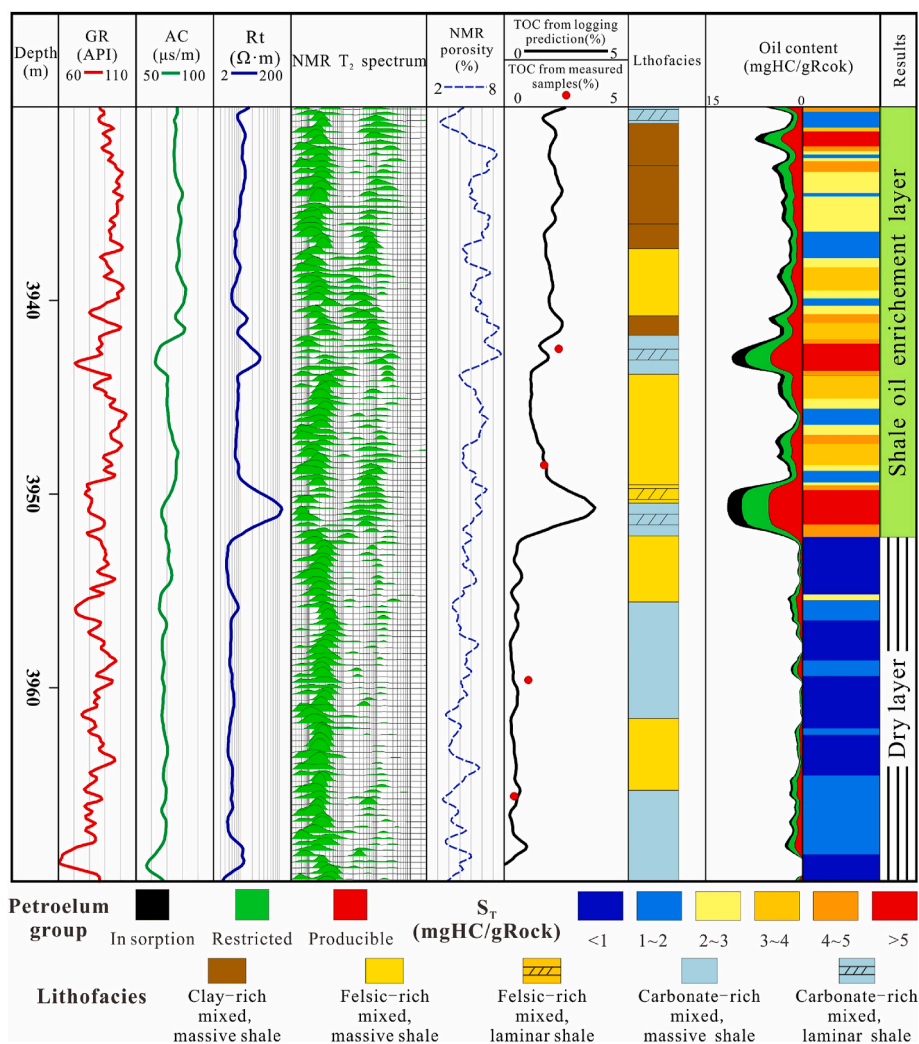 Depth
(m)
GR
(API)
60 110
AC
(μs/m)
50 100
Rt
(Ω·m)
2 200
NMR T₂ spectrum
NMR
porosity
(%)
2 8
TOC from logging
prediction(%)
0 5
TOC from measured
samples(%)
0 5
Lthofacies
Oil content
(mgHC/gRcok)
15 0
Results
3940
3950
3960
Shale oil enrichement layer
Dry layer
Petroelum
group
In sorption
Restricted
Producible
S_T
(mgHC/gRock)
<1
1~2
2~3
3~4
4~5
>5
Lithofacies
Clay-rich
mixed,
massive shale
Felsic-rich
mixed,
massive shale
Felsic-rich
mixed,
laminar shale
Carbonate-rich
mixed,
massive shale
Carbonate-rich
mixed,
laminar shale